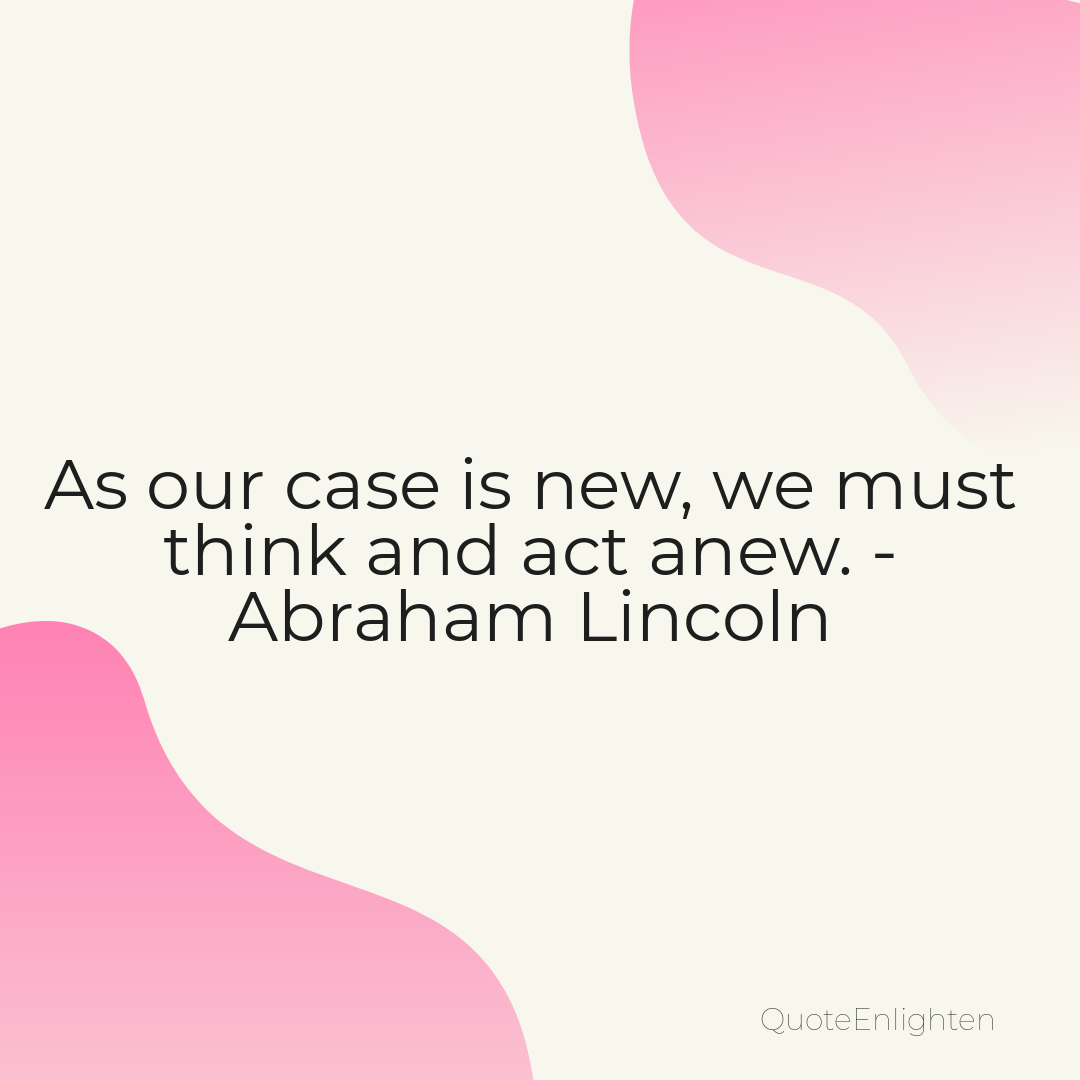 As our case is new, we must
think and act anew. -
Abraham Lincoln
QuoteEnlighten